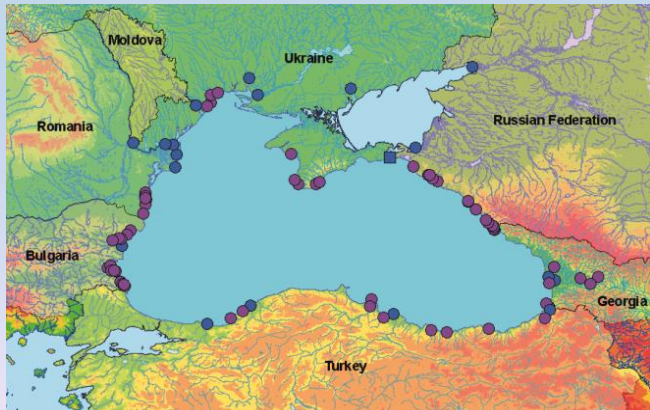 Moldova
Ukraine
Romania
Russian Federation
Bulgaria
Georgia
Turkey